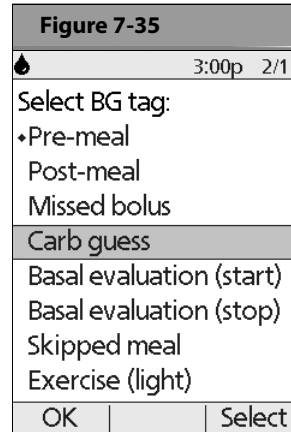 Figure 7-35
3:00p 2/1
Select BG tag:
Pre-meal
Post-meal
Missed bolus
Carb guess
Basal evaluation (start)
Basal evaluation (stop)
Skipped meal
Exercise (light)
OK Select